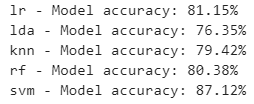 lr - Model accuracy: 81.15%
lda - Model accuracy: 76.35%
knn - Model accuracy: 79.42%
rf - Model accuracy: 80.38%
svm - Model accuracy: 87.12%